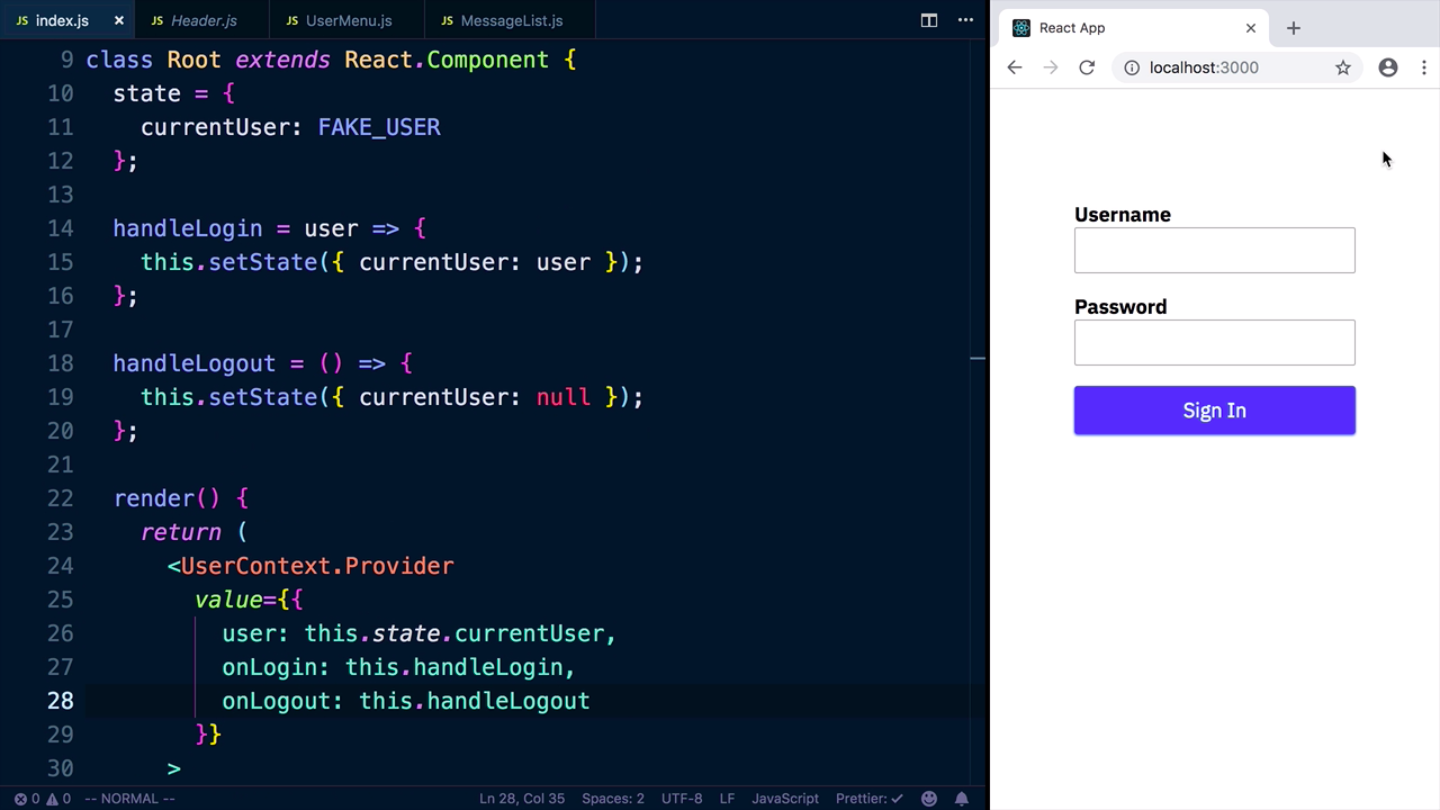 JS index.js × JS Header.js JS UserMenu.js JS MessageList.js
9 class Root extends React.Component {
10 state = {
11 currentUser: FAKE_USER
12 };
13
14 handleLogin = user => {
15 this.setState({ currentUser: user });
16 };
17
18 handleLogout = () => {
19 this.setState({ currentUser: null });
20 };
21
22 render() {
23 return (
24 <UserContext.Provider
25 value={{
26 user: this.state.currentUser,
27 onLogin: this.handleLogin,
28 onLogout: this.handleLogout
29 }}
30 >
0 0 -- NORMAL -- Ln 28, Col 35 Spaces: 2 UTF-8 LF JavaScript Prettier: ✓
React App
localhost:3000
Username
Password
Sign In